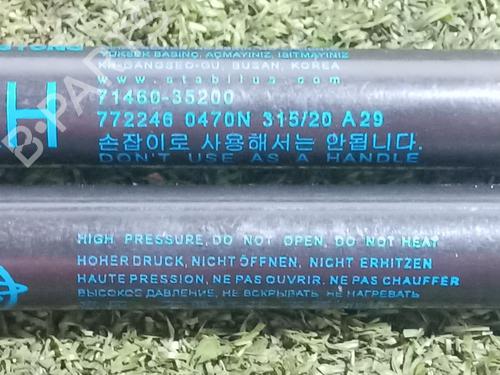 YÜKSEK BASINÇ, AÇMAYINIZ, ISITMAYINIZ
KR-GANGSEO-GU, BUZAN, KOREA
www.stabilus.com
H
71460-35200
772246 0470N 315/20 A29
손잡이로 사용해서는 안됩니다.
DON'T USE AS A HANDLE
HIGH PRESSURE, DO NOT OPEN, DO NOT HEAT
HOHER DRUCK, NICHT ÖFFNEN, NICHT ERHITZEN
HAUTE PRESSION, NE PAS OUVRIR, NE PAS CHAUFFER
ВЫСОКОЕ ДАВЛЕНИЕ, НЕ ВСКРЫВАТЬ, НЕ НАГРЕВАТЬ